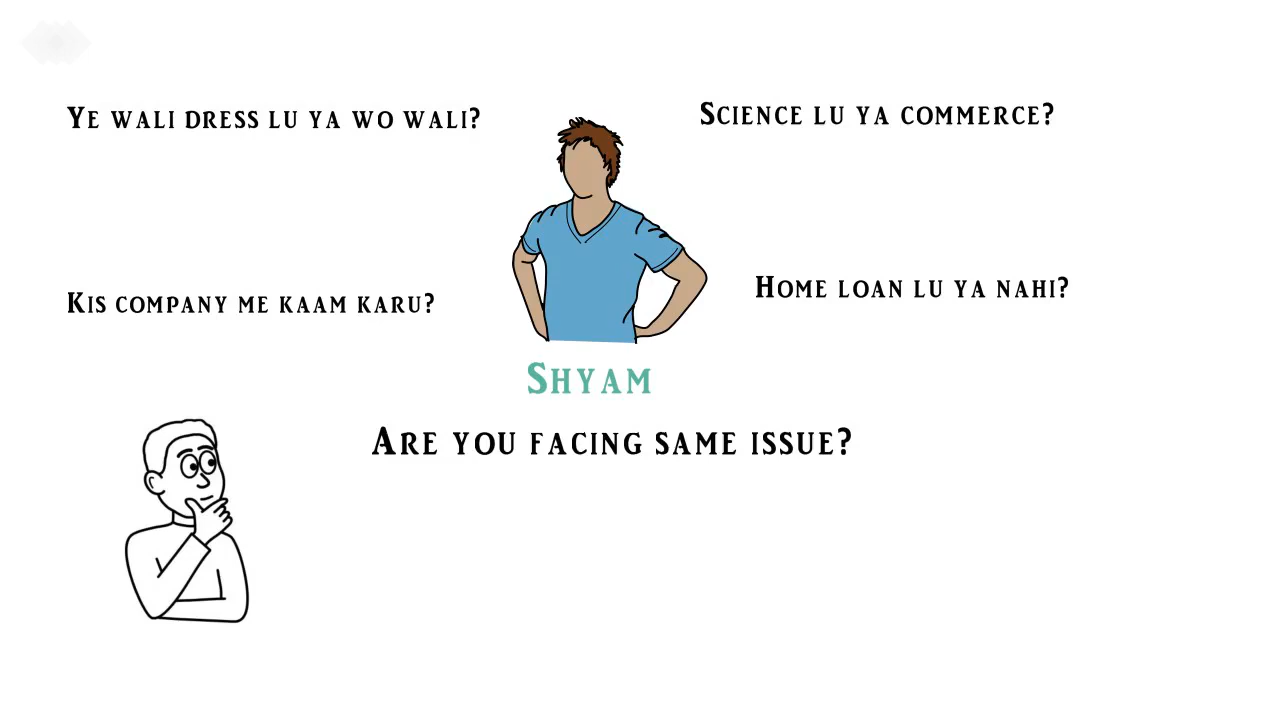 Ye wali dress lu ya wo wali?
Science lu ya commerce?
Kis company me kaam karu?
Home loan lu ya nahi?
Shyam
Are you facing same issue?